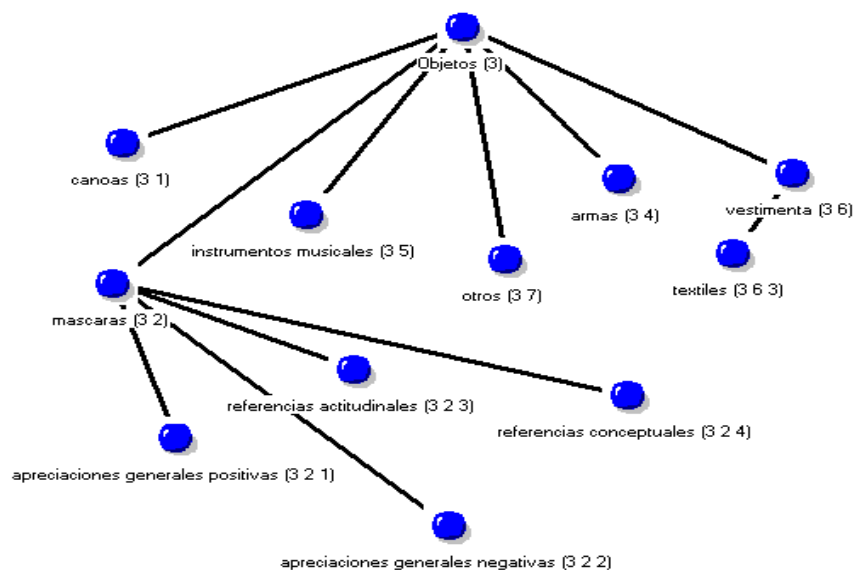 Objetos (3)
canoas (3 1)
armas (3 4)
vestimenta (3 6)
instrumentos musicales (3 5)
otros (3 7)
textiles (3 6 3)
mascaras (3 2)
referencias actitudinales (3 2 3)
referencias conceptuales (3 2 4)
apreciaciones generales positivas (3 2 1)
apreciaciones generales negativas (3 2 2)